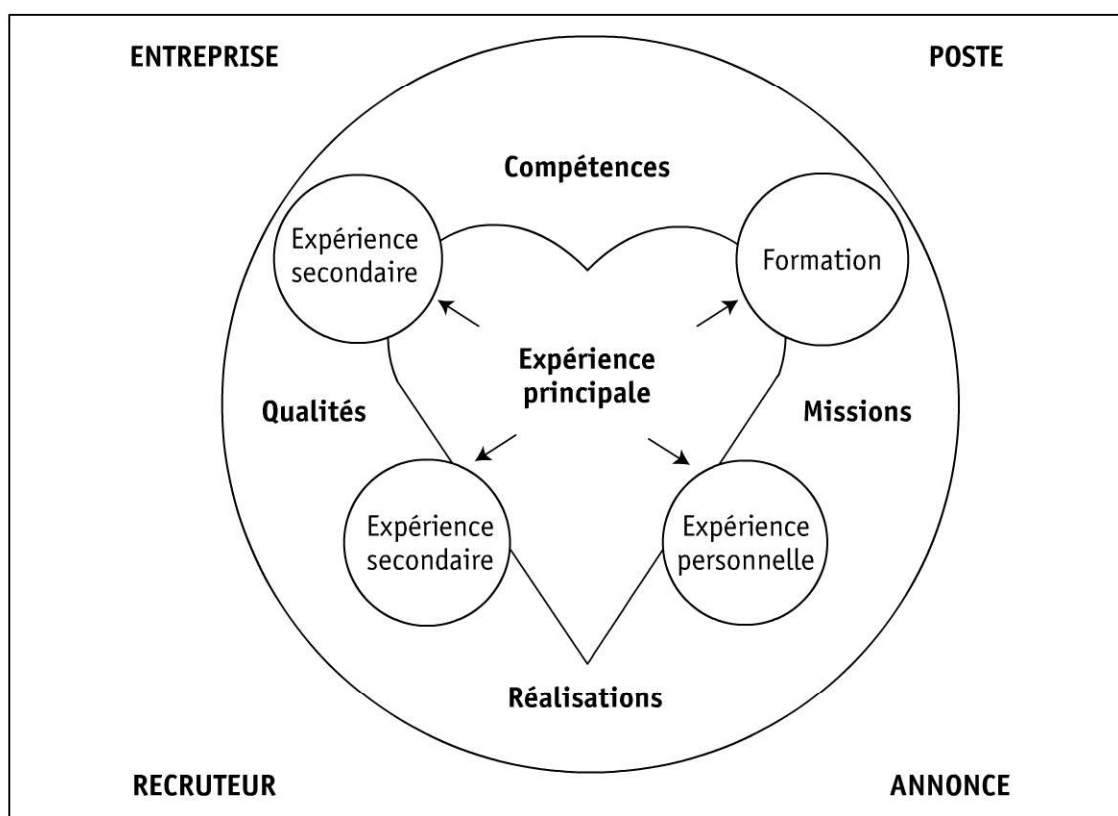 ENTREPRISE
POSTE
Compétences
Expérience
secondaire
Formation
Expérience
principale
Qualités
Missions
Expérience
secondaire
Expérience
personnelle
Réalisations
RECRUTEUR
ANNONCE